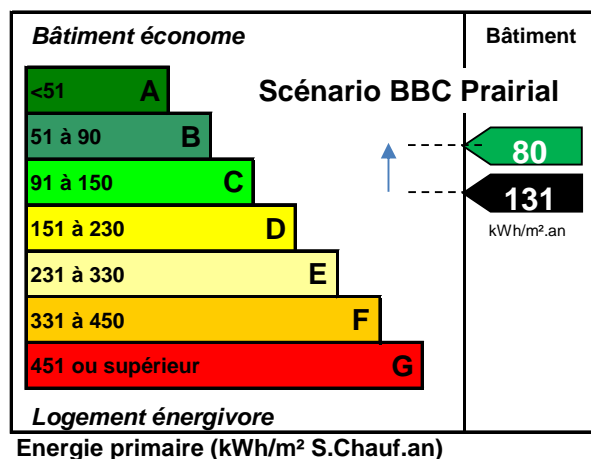 Bâtiment économe
Bâtiment
Scénario BBC Prairial
<51 A
51 à 90 B
80
91 à 150 C
131
kWh/m².an
151 à 230 D
231 à 330 E
331 à 450 F
451 ou supérieur G
Logement énergivore
Energie primaire (kWh/m² S.Chauf.an)